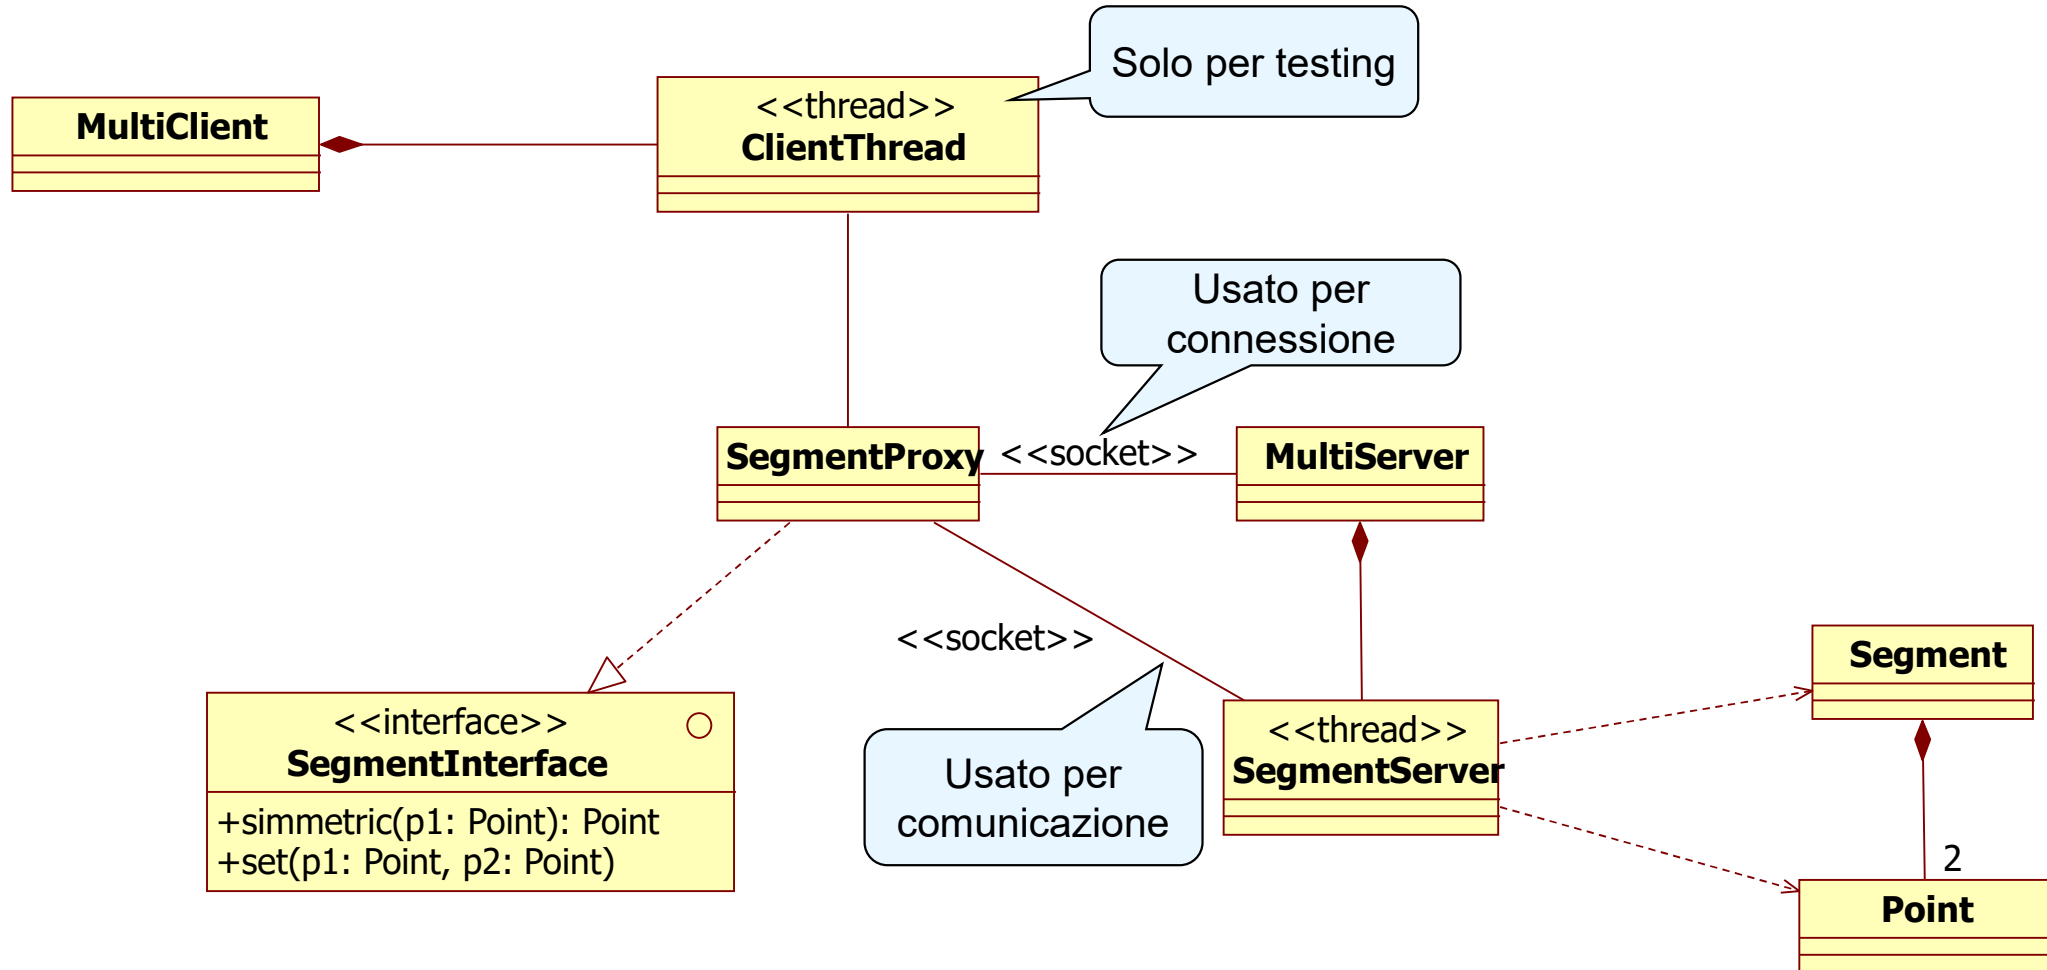 Solo per testing
MultiClient
<<thread>>
ClientThread
Usato per
connessione
SegmentProxy
<<socket>>
MultiServer
<<socket>>
Segment
<<interface>>
SegmentInterface
+simmetric(p1: Point): Point
+set(p1: Point, p2: Point)
Usato per
comunicazione
<<thread>>
SegmentServer
2
Point